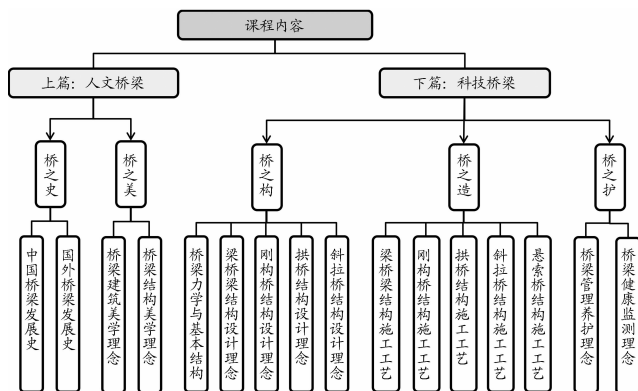 课程内容
上篇：人文桥梁
下篇：科技桥梁
桥之史
桥之美
桥之构
桥之造
桥之护
中国桥梁发展史
国外桥梁发展史
桥梁建筑美学理念
桥梁结构美学理念
桥梁力学与基本结构
梁桥梁结构设计理念
刚构桥结构设计理念
拱桥结构设计理念
斜拉桥结构设计理念
梁桥梁结构施工工艺
刚构桥结构施工工艺
拱桥结构施工工艺
斜拉桥结构施工工艺
悬索桥结构施工工艺
桥梁管理养护理念
桥梁健康监测理念